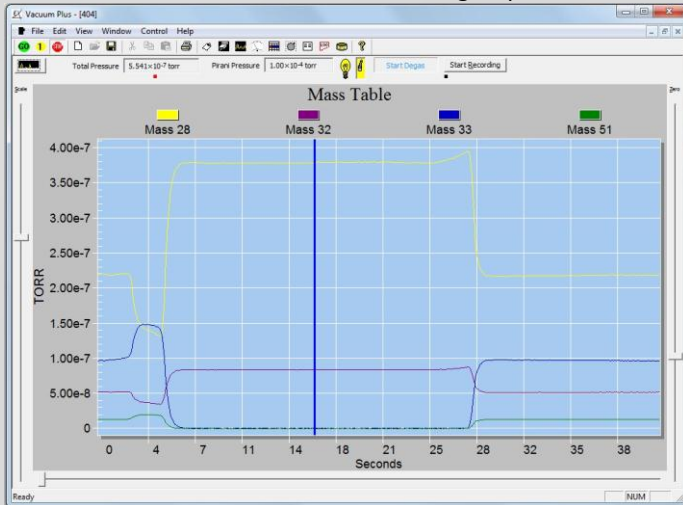 Vacuum Plus - [404]
File Edit View Window Control Help
GO 1
Total Pressure 5.541×10-7 torr Pirani Pressure 1.00×10-4 torr Start Degas Start Recording
Scale
Zero
Mass Table
Mass 28 Mass 32 Mass 33 Mass 51
4.00e-7
3.50e-7
3.00e-7
2.50e-7
2.00e-7
1.50e-7
1.00e-7
5.00e-8
0
TORR
0 4 7 11 14 18 21 25 28 32 35 38
Seconds
Ready NUM